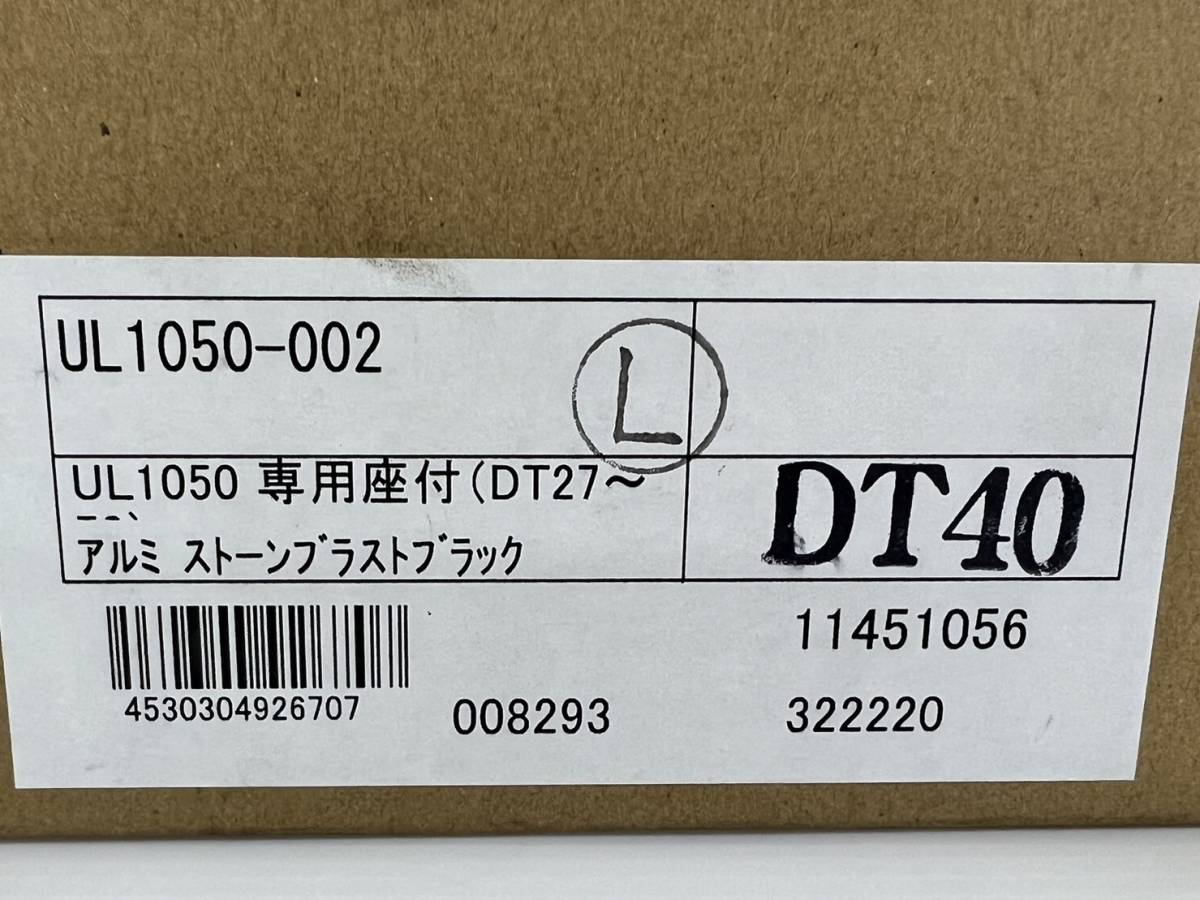 UL1050-002
L
UL1050 専用座付(DT27～
アルミ ストーンブラストブラック
DT40
4530304926707
008293
11451056
322220